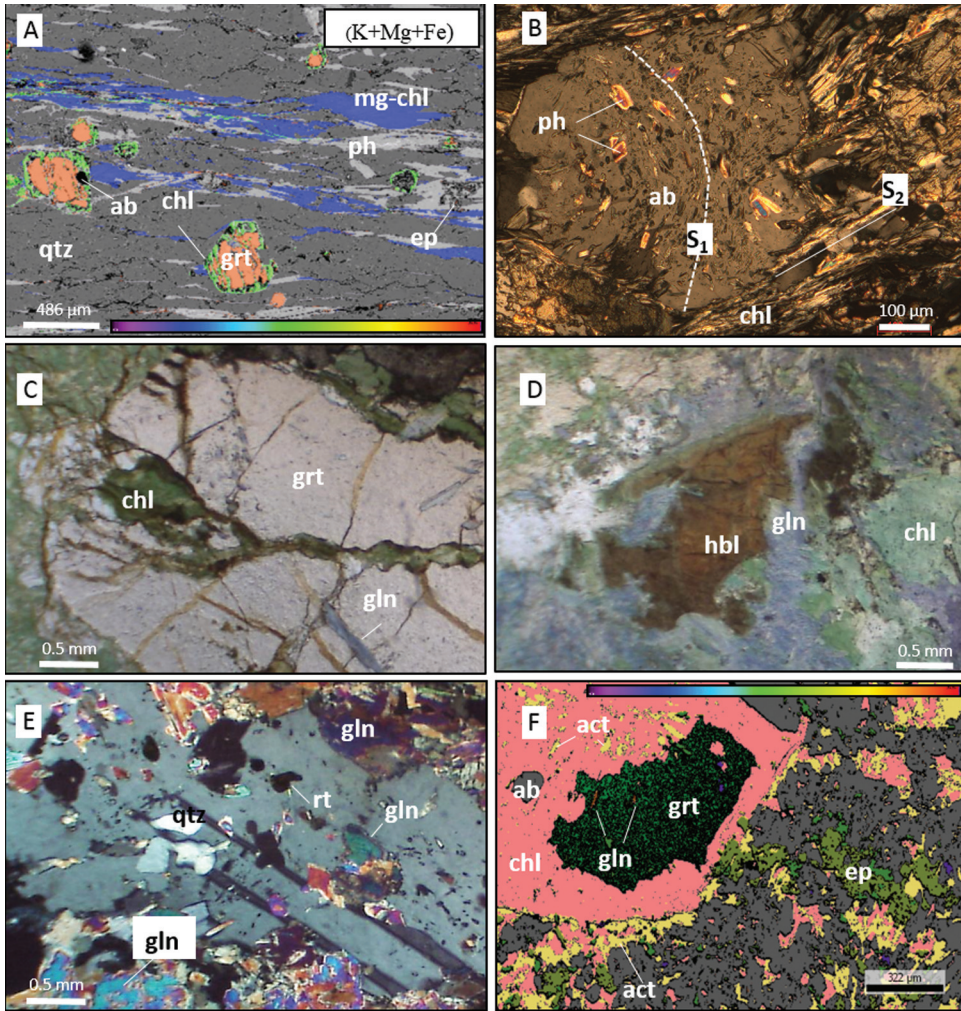 A
(K+Mg+Fe)
mg-chl
ph
ab
chl
ep
qtz
grt
486 µm
B
ph
ab
S₁
S₂
chl
100 µm
C
grt
chl
gln
0.5 mm
D
hbl
gln
chl
0.5 mm
E
gln
rt
qtz
gln
gln
0.5 mm
F
act
ab
grt
gln
chl
ep
act
322 µm